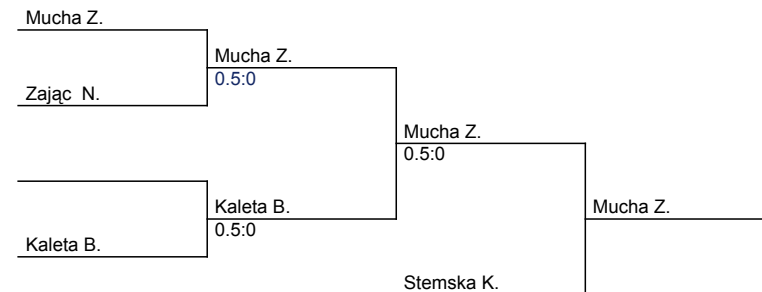 Mucha Z.
Mucha Z.
0.5:0
Zając  N.
Mucha Z.
0.5:0
Kaleta B.
0.5:0
Mucha Z.
Kaleta B.
Stemska K.